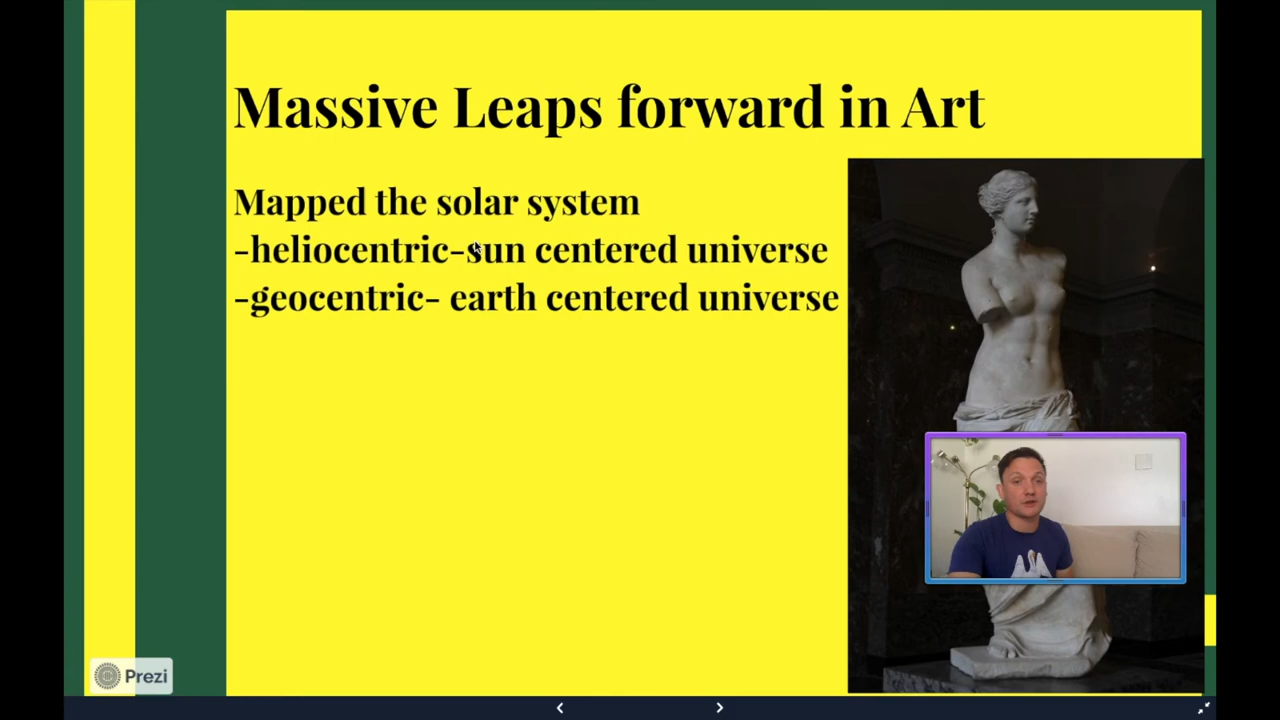 Massive Leaps forward in Art
Mapped the solar system
-heliocentric-sun centered universe
-geocentric- earth centered universe
Prezi